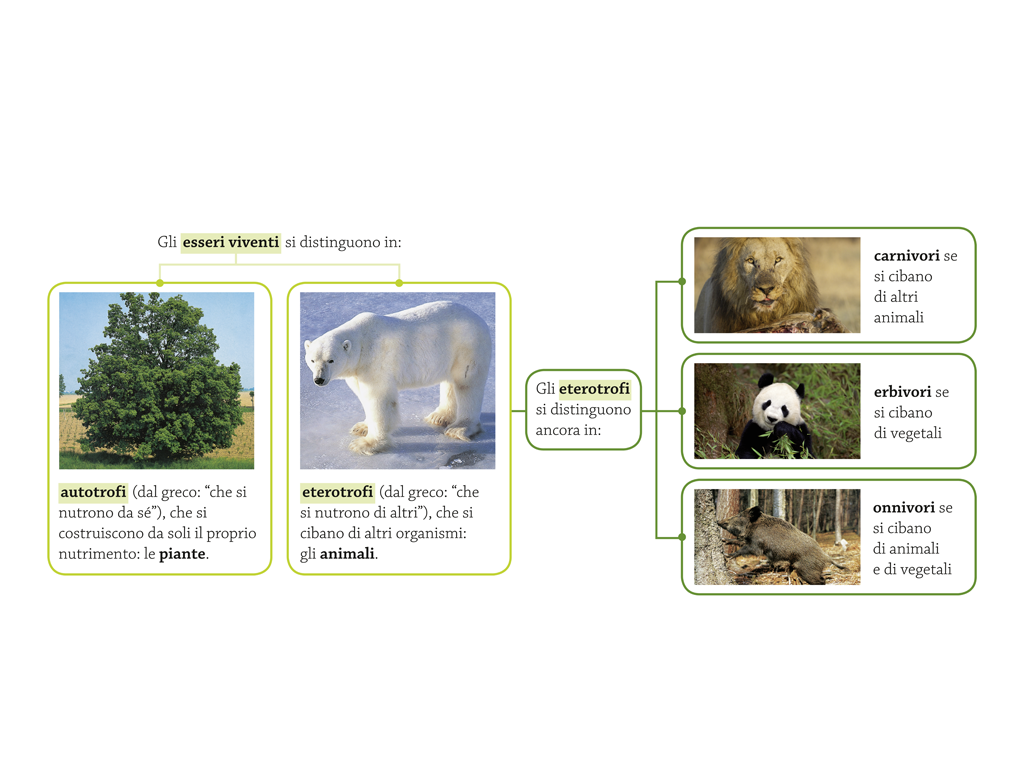 Gli esseri viventi si distinguono in:
autotrofi (dal greco: “che si
nutrono da sé”), che si
costruiscono da soli il proprio
nutrimento: le piante.
eterotrofi (dal greco: “che
si nutrono di altri”), che si
cibano di altri organismi:
gli animali.
Gli eterotrofi
si distinguono
ancora in:
carnivori se
si cibano
di altri
animali
erbivori se
si cibano
di vegetali
onnivori se
si cibano
di animali
e di vegetali